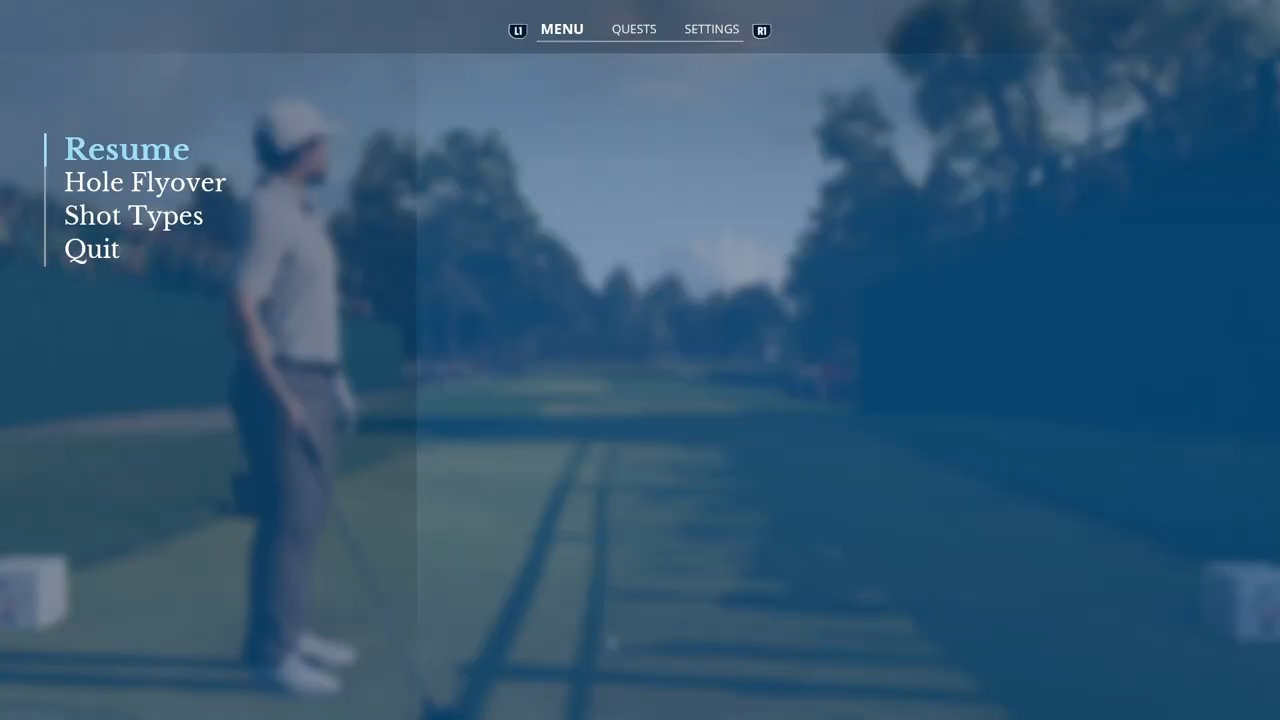 L1 MENU QUESTS SETTINGS R1
Resume
Hole Flyover
Shot Types
Quit